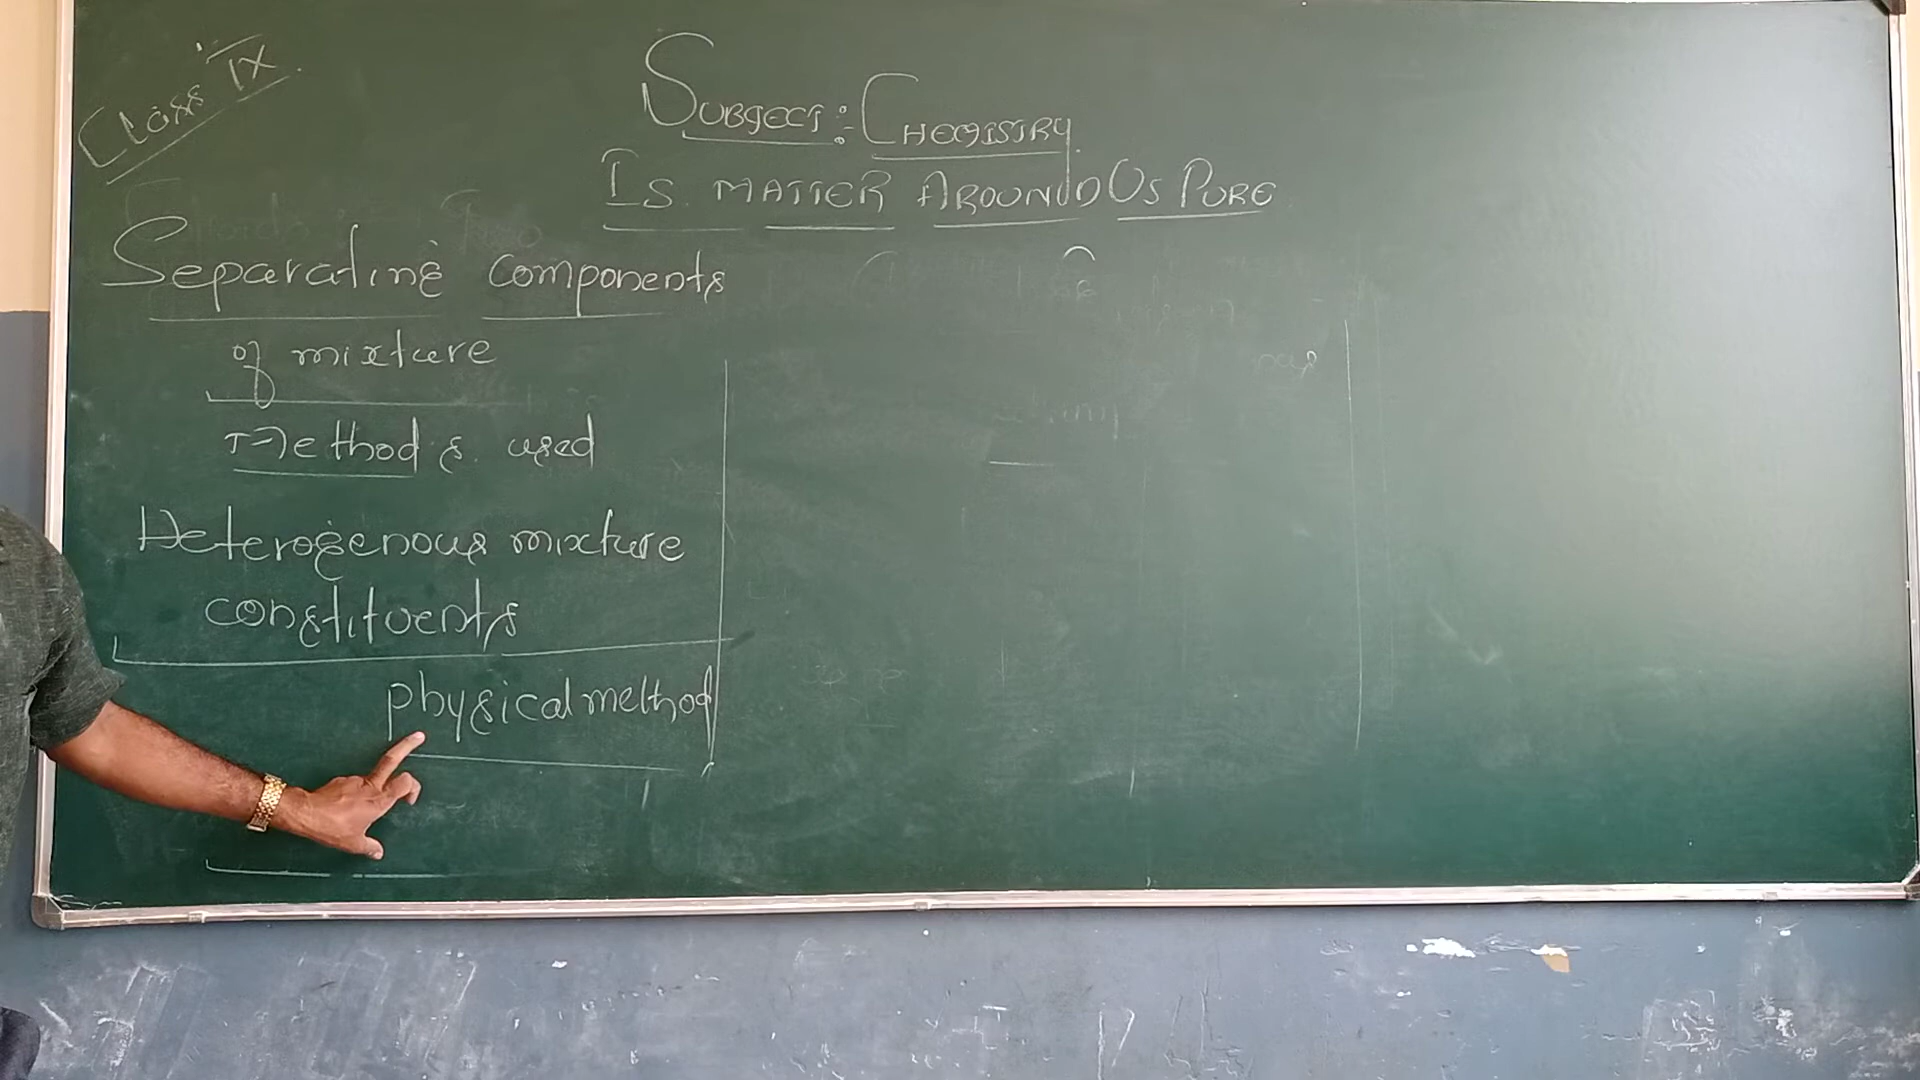 Class IX
SUBJECT:- CHEMISTRY.
IS MATTER AROUND US PURE
Separating components
of mixture
Methods used
Heterogenous mixture
constituents
physical method